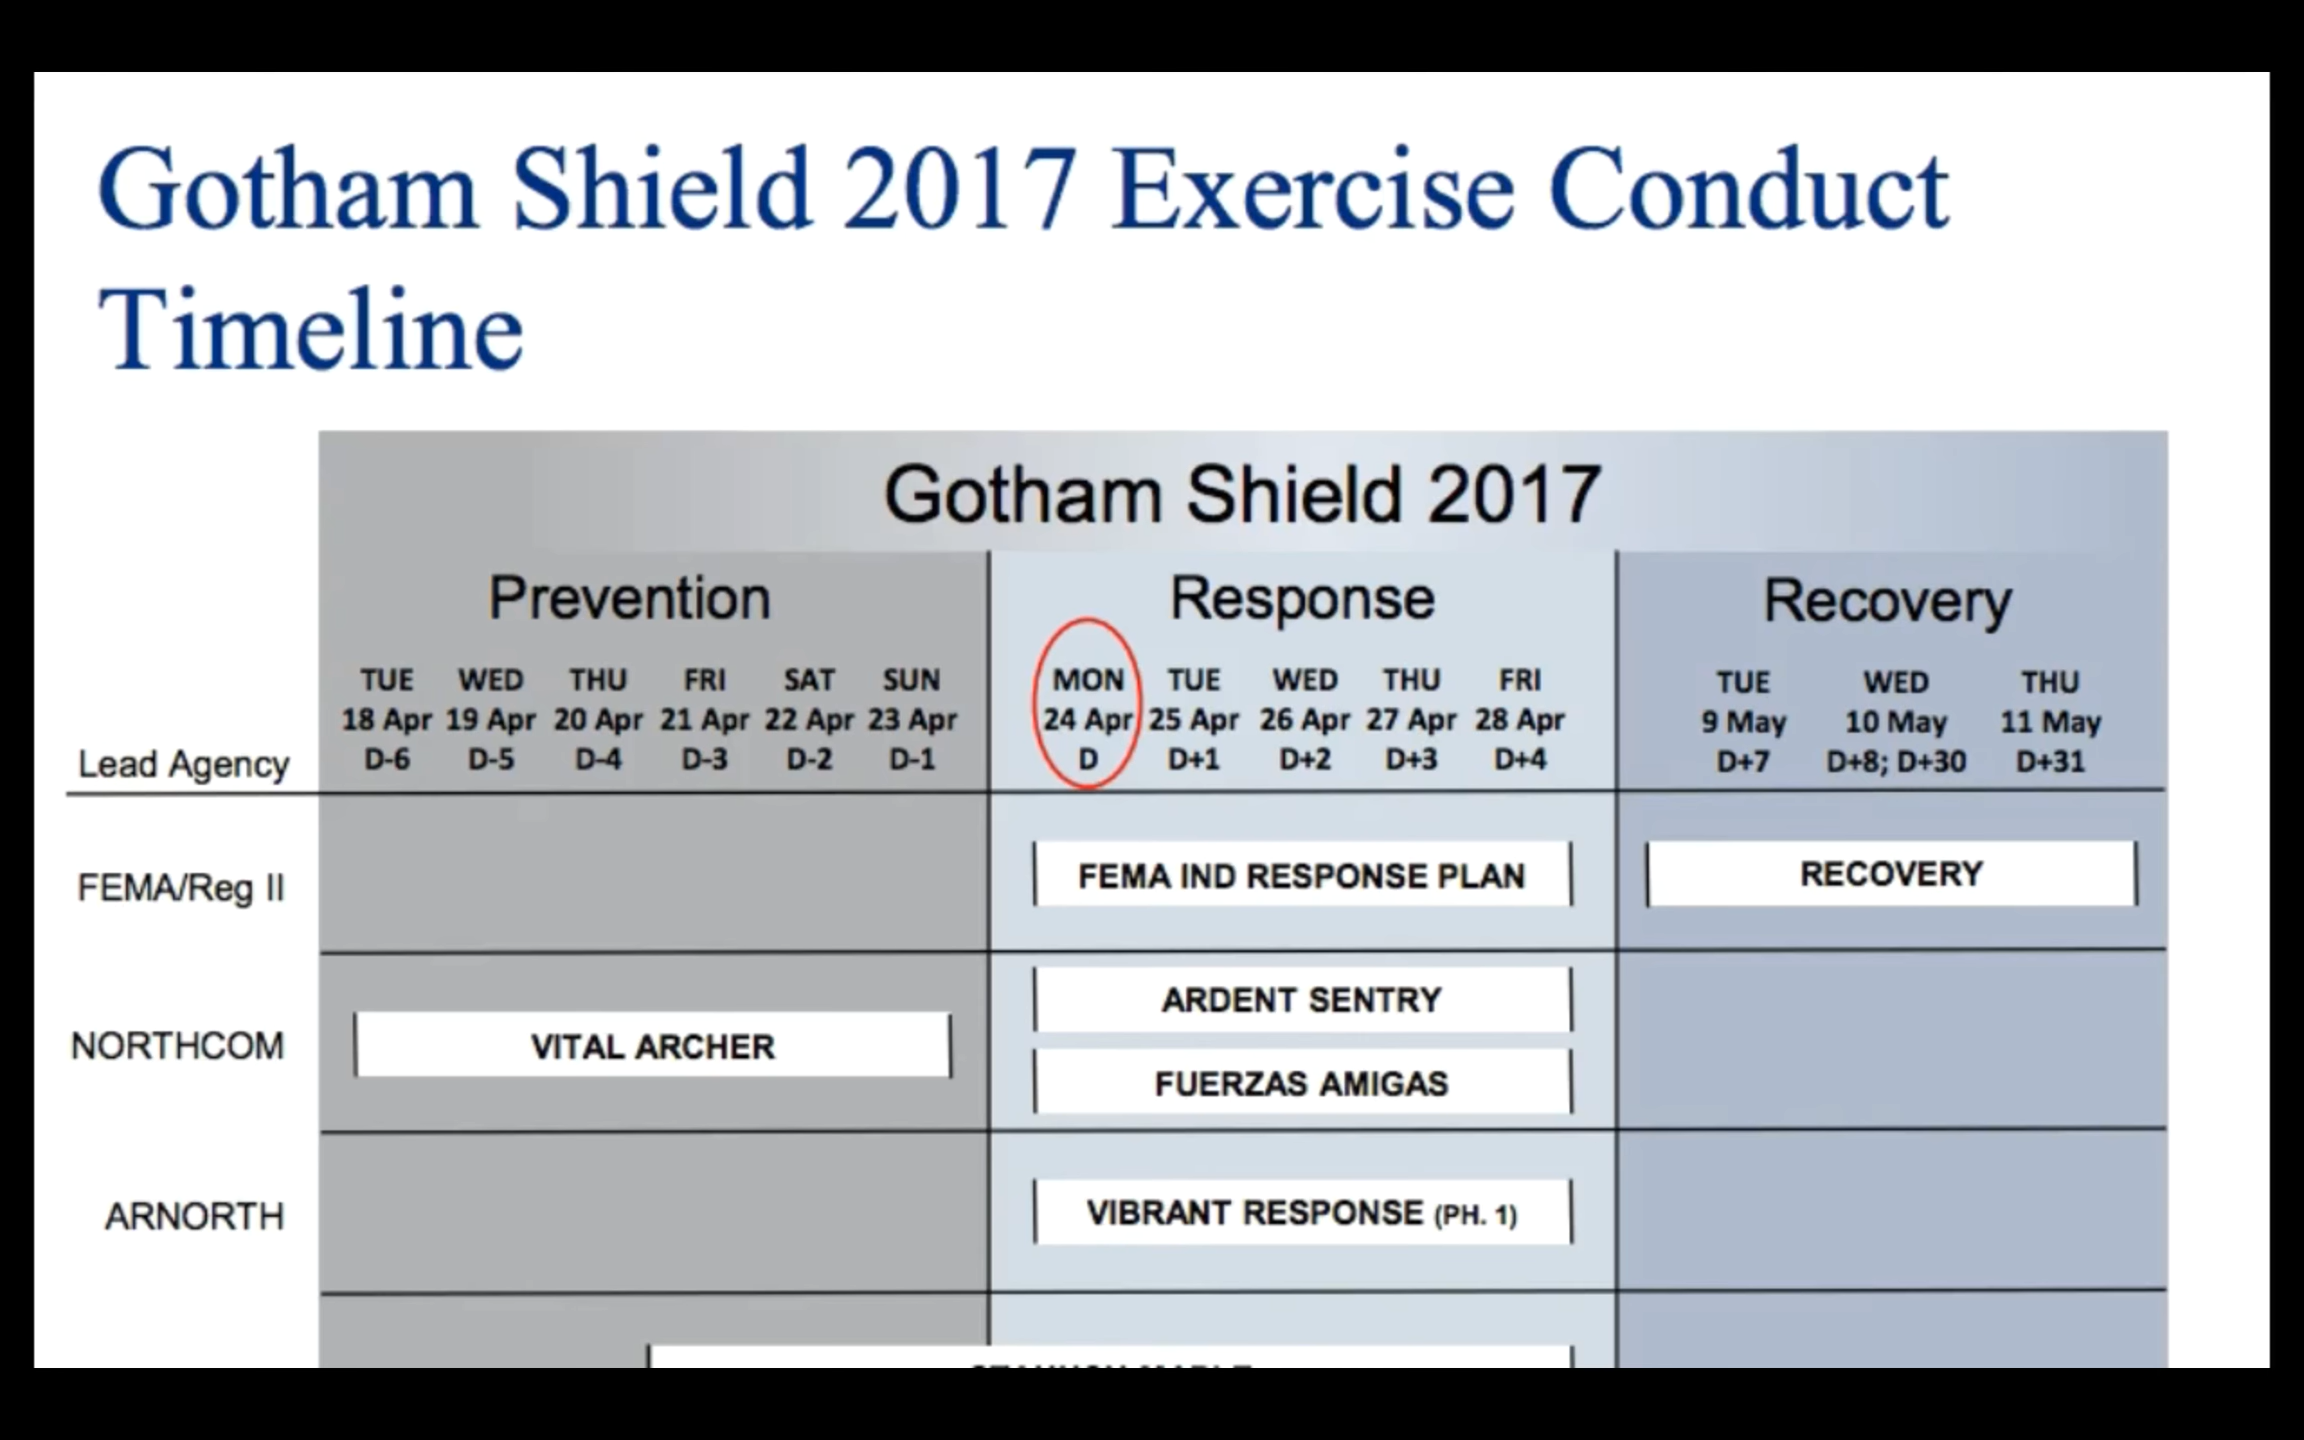 Gotham Shield 2017 Exercise Conduct
Timeline
Gotham Shield 2017
Prevention Response Recovery
TUE WED THU FRI SAT SUN MON TUE WED THU FRI TUE WED THU
18 Apr 19 Apr 20 Apr 21 Apr 22 Apr 23 Apr 24 Apr 25 Apr 26 Apr 27 Apr 28 Apr 9 May 10 May 11 May
Lead Agency D-6 D-5 D-4 D-3 D-2 D-1 D D+1 D+2 D+3 D+4 D+7 D+8; D+30 D+31
FEMA/Reg II FEMA IND RESPONSE PLAN RECOVERY
NORTHCOM VITAL ARCHER ARDENT SENTRY
FUERZAS AMIGAS
ARNORTH VIBRANT RESPONSE (PH. 1)